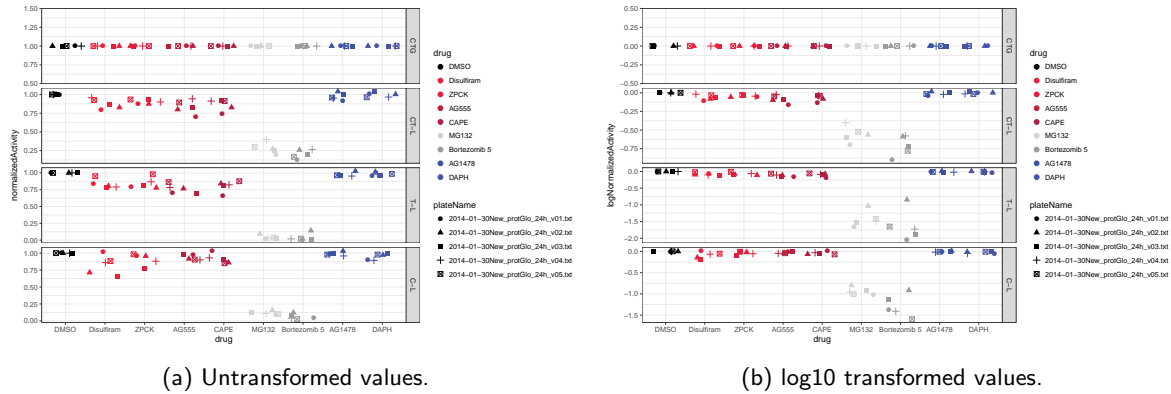 1.50
1.25
1.00
0.75
0.50
CTG
1.00
0.75
0.50
0.25
CT−L
1.00
0.75
0.50
0.25
0.00
T−L
1.00
0.75
0.50
0.25
0.00
C−L
normalizedActivity
DMSO Disulfiram ZPCK AG555 CAPE MG132 Bortezomib 5 AG1478 DAPH
drug
drug
DMSO
Disulfiram
ZPCK
AG555
CAPE
MG132
Bortezomib 5
AG1478
DAPH
plateName
2014−01−30New_protGlo_24h_v01.txt
2014−01−30New_protGlo_24h_v02.txt
2014−01−30New_protGlo_24h_v03.txt
2014−01−30New_protGlo_24h_v04.txt
2014−01−30New_protGlo_24h_v05.txt
(a) Untransformed values.
0.50
0.25
0.00
−0.25
−0.50
CTG
0.00
−0.25
−0.50
−0.75
CT−L
0.0
−0.5
−1.0
−1.5
−2.0
T−L
0.0
−0.5
−1.0
−1.5
C−L
logNormalizedActivity
DMSO Disulfiram ZPCK AG555 CAPE MG132 Bortezomib 5 AG1478 DAPH
drug
drug
DMSO
Disulfiram
ZPCK
AG555
CAPE
MG132
Bortezomib 5
AG1478
DAPH
plateName
2014−01−30New_protGlo_24h_v01.txt
2014−01−30New_protGlo_24h_v02.txt
2014−01−30New_protGlo_24h_v03.txt
2014−01−30New_protGlo_24h_v04.txt
2014−01−30New_protGlo_24h_v05.txt
(b) log10 transformed values.